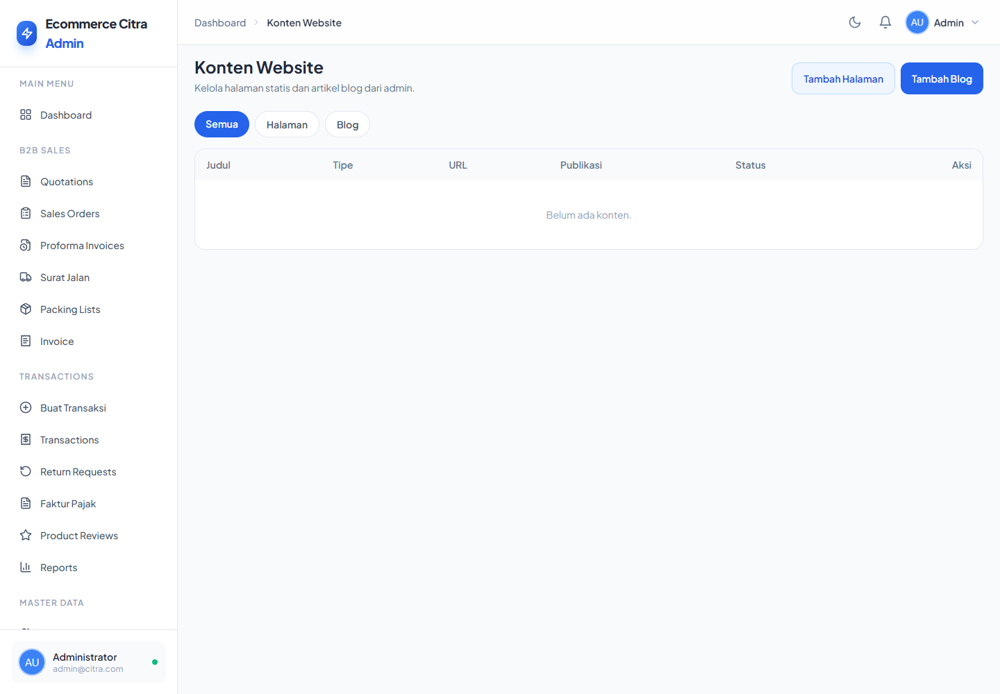 Ecommerce Citra
Admin
MAIN MENU
Dashboard
B2B SALES
Quotations
Sales Orders
Proforma Invoices
Surat Jalan
Packing Lists
Invoice
TRANSACTIONS
Buat Transaksi
Transactions
Return Requests
Faktur Pajak
Product Reviews
Reports
MASTER DATA
AU
Administrator
admin@citra.com
Dashboard
Konten Website
AU
Admin
Konten Website
Kelola halaman statis dan artikel blog dari admin.
Tambah Halaman
Tambah Blog
Semua
Halaman
Blog
Judul
Tipe
URL
Publikasi
Status
Aksi
Belum ada konten.